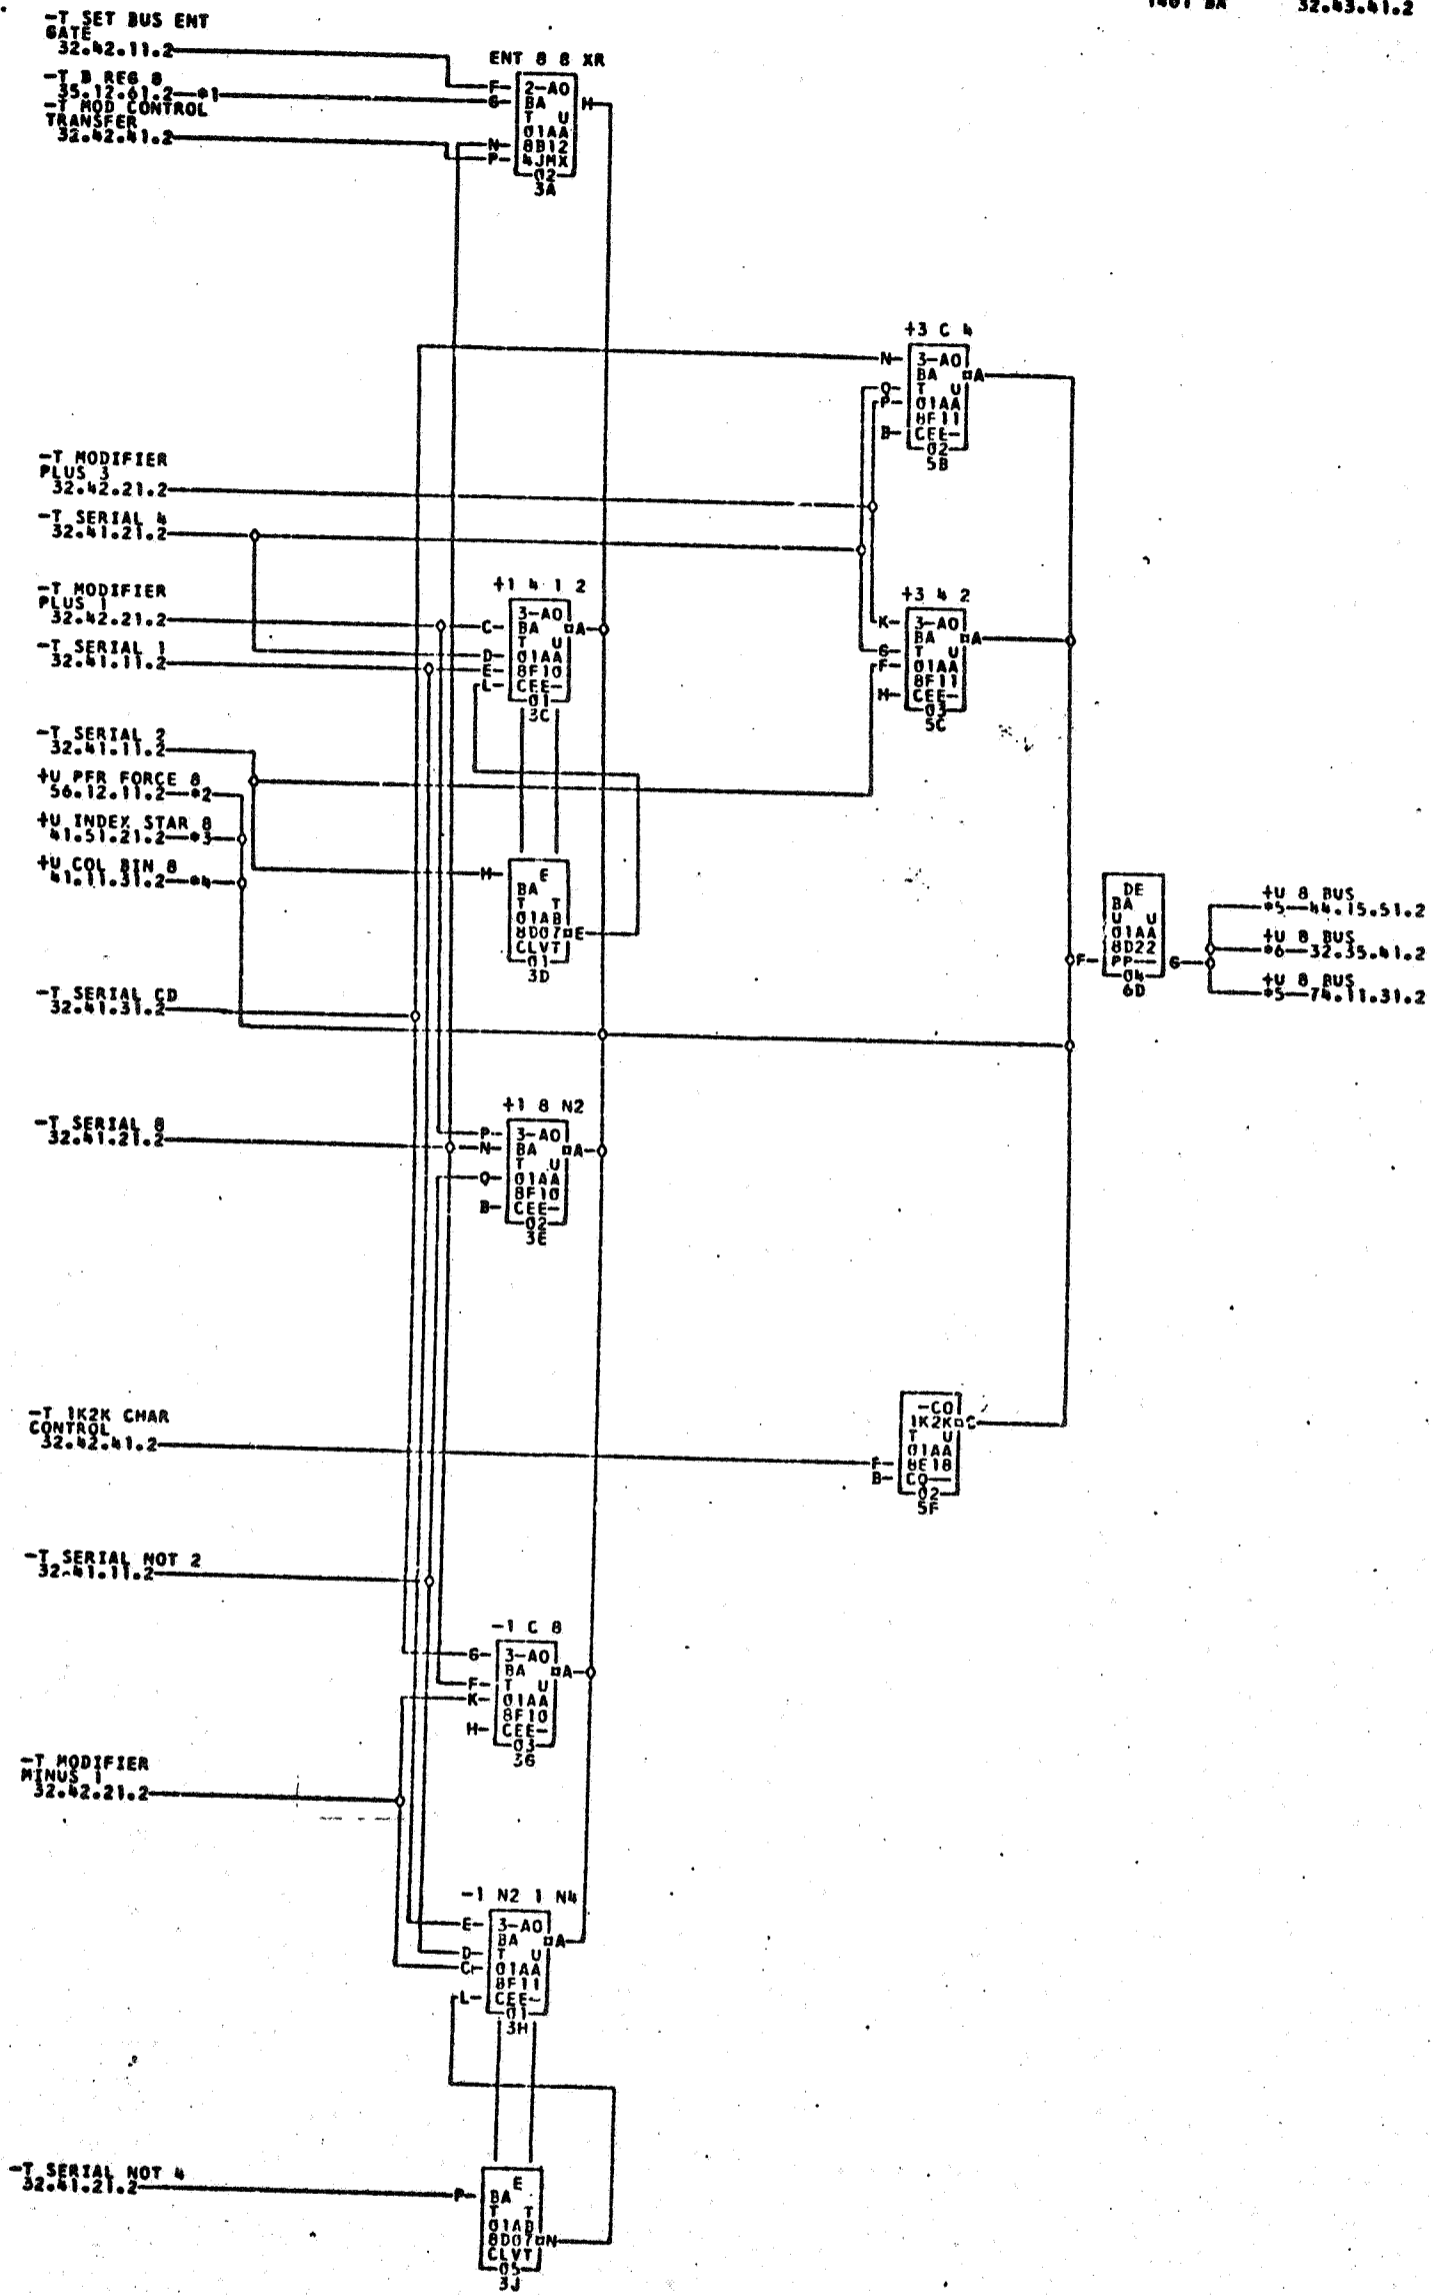 1401 BA 32.43.41.2
-T SET BUS ENT
GATE
32.42.11.2
-T B REG 8
35.12.61.2—*1
-T MOD CONTROL
TRANSFER
32.42.41.2
ENT 8 8 XR
F- 2-AO
G- BA H-
T U
01AA
N- 8B12
P- 4JMX
02
3A
+3 C 4
N- 3-AO
BA A
Q- T U
P- 01AA
8F11
B- CEE-
02
5B
-T MODIFIER
PLUS 3
32.42.21.2
-T SERIAL 4
32.41.21.2
-T MODIFIER
PLUS 1
32.42.21.2
-T SERIAL 1
32.41.11.2
+1 4 1 2
3-AO
C- BA A-
T U
D- 01AA
E- 8F10
L- CEE-
01
3C
+3 4 2
K- 3-AO
BA A
G- T U
F- 01AA
8F11
H- CEE-
03
5C
-T SERIAL 2
32.41.11.2
+U PFR FORCE 8
56.12.11.2—*2
+U INDEX STAR 8
41.51.21.2—*3
+U COL BIN 8
41.11.31.2—*4
H- E
BA
T T
01AB
8D07 E
CLVT
01
3D
DE
BA
U U
01AA
8D22
F- PP— G-
04
6D
+U 8 BUS
*5—44.15.51.2
+U 8 BUS
*6—32.35.41.2
+U 8 BUS
*5—74.11.31.2
-T SERIAL CD
32.41.31.2
-T SERIAL 8
32.41.21.2
+1 8 N2
P- 3-AO
N- BA A-
T U
Q- 01AA
8F10
B- CEE-
02
3E
-T 1K2K CHAR
CONTROL
32.42.41.2
-CO
1K2K C
T U
01AA
F- 8E18
B- CQ—
02
5F
-T SERIAL NOT 2
32.41.11.2
-1 C 8
G- 3-AO
BA A-
F- T U
K- 01AA
8F10
H- CEE-
03
3G
-T MODIFIER
MINUS 1
32.42.21.2
-1 N2 1 N4
E- 3-AO
BA A
D- T U
C- 01AA
8F11
L- CEE-
01
3H
-T SERIAL NOT 4
32.41.21.2
E
P- BA
T T
01AB
8D07 N
CLVT
05
3J